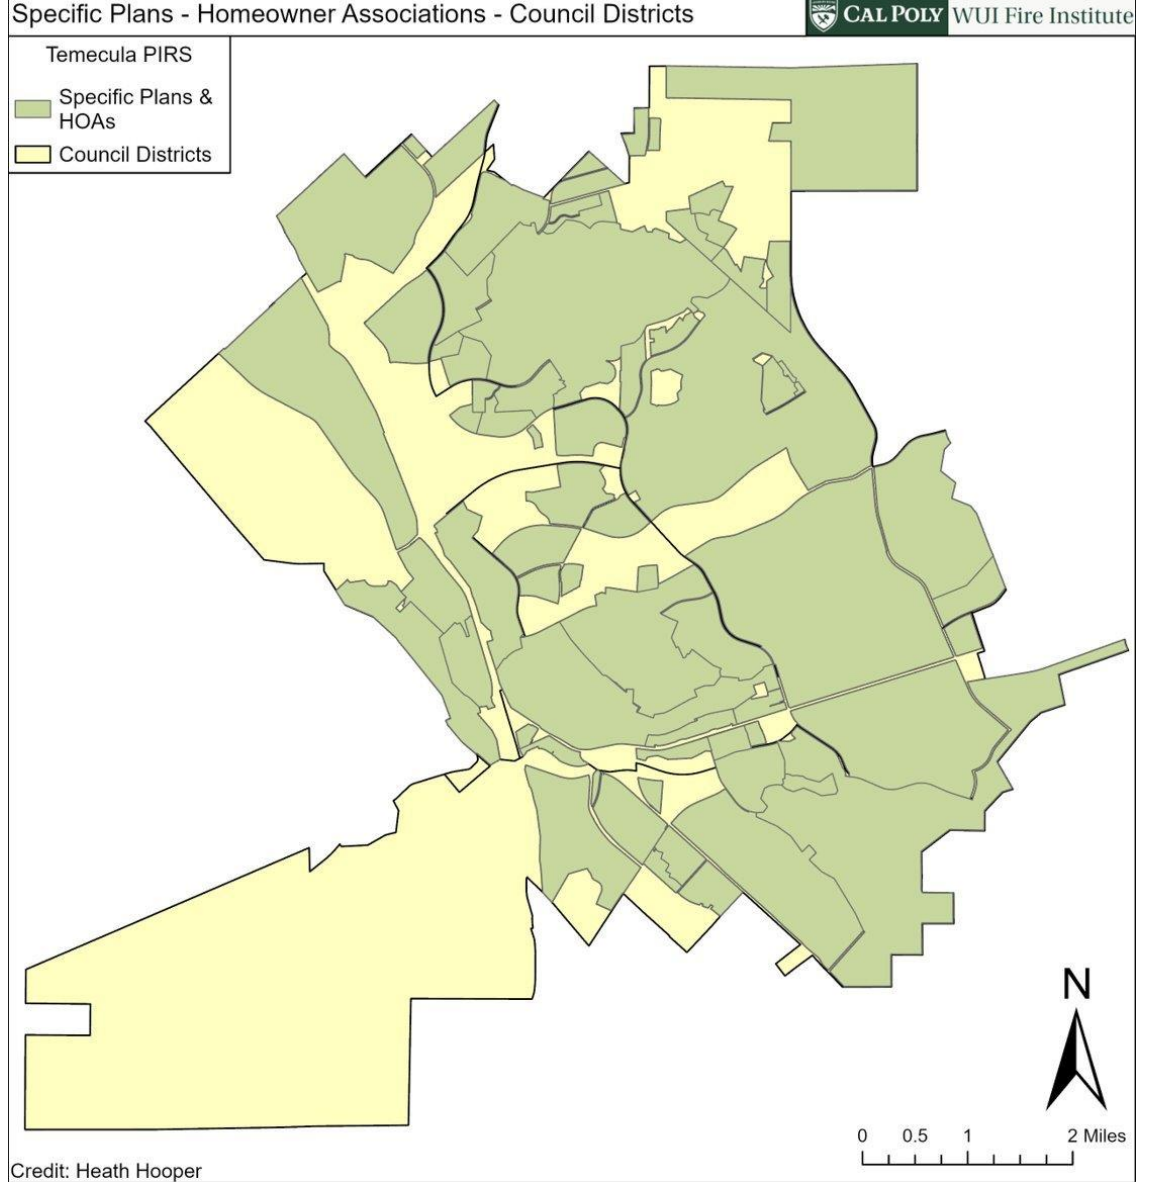 Specific Plans - Homeowner Associations - Council Districts
CAL POLY WUI Fire Institute
Temecula PIRS
Specific Plans &
HOAs
Council Districts
N
0 0.5 1 2 Miles
Credit: Heath Hooper